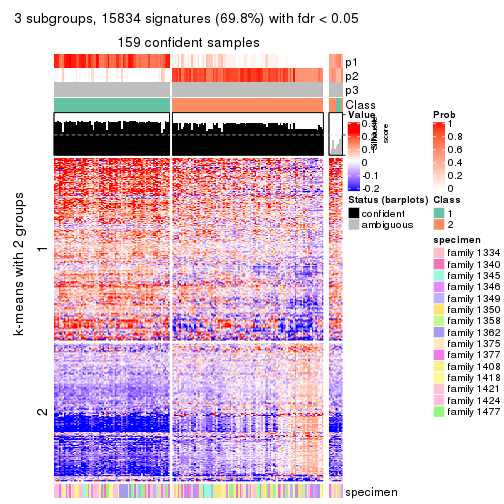 3 subgroups, 15834 signatures (69.8%) with fdr < 0.05
159 confident samples
p1
p2
p3
Class
k-means with 2 groups
1
2
specimen
Value
0
-0.1
-0.2
Silhouette
score
Prob
1
0.8
0.6
0.4
0.2
0
Status (barplots)
confident
ambiguous
Class
1
2
specimen
family 1334
family 1340
family 1345
family 1346
family 1349
family 1350
family 1358
family 1362
family 1375
family 1377
family 1408
family 1418
family 1421
family 1424
family 1477